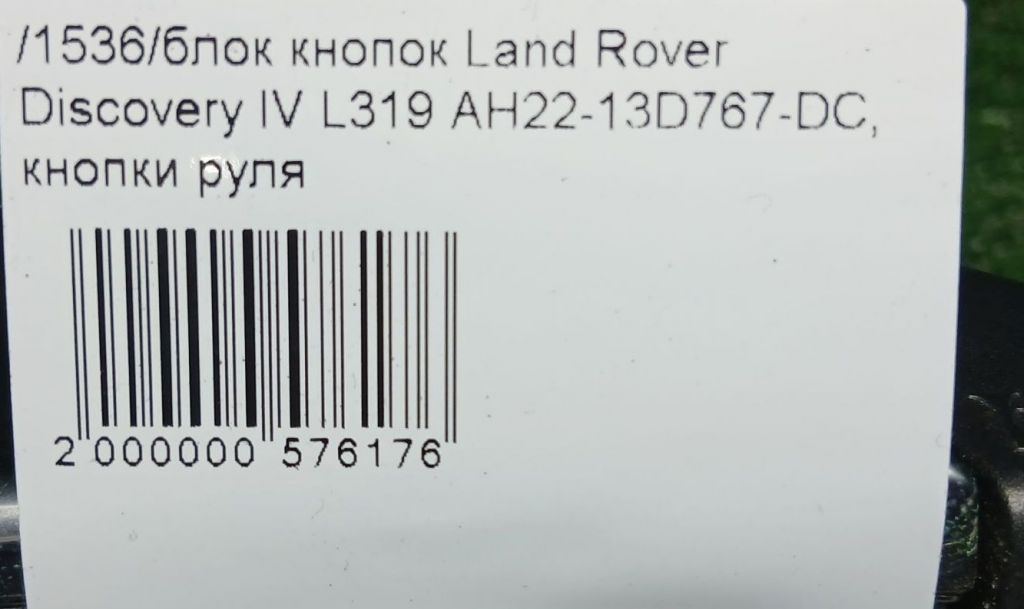 /1536/блок кнопок Land Rover
Discovery IV L319 AH22-13D767-DC,
кнопки руля
2 000000 576176